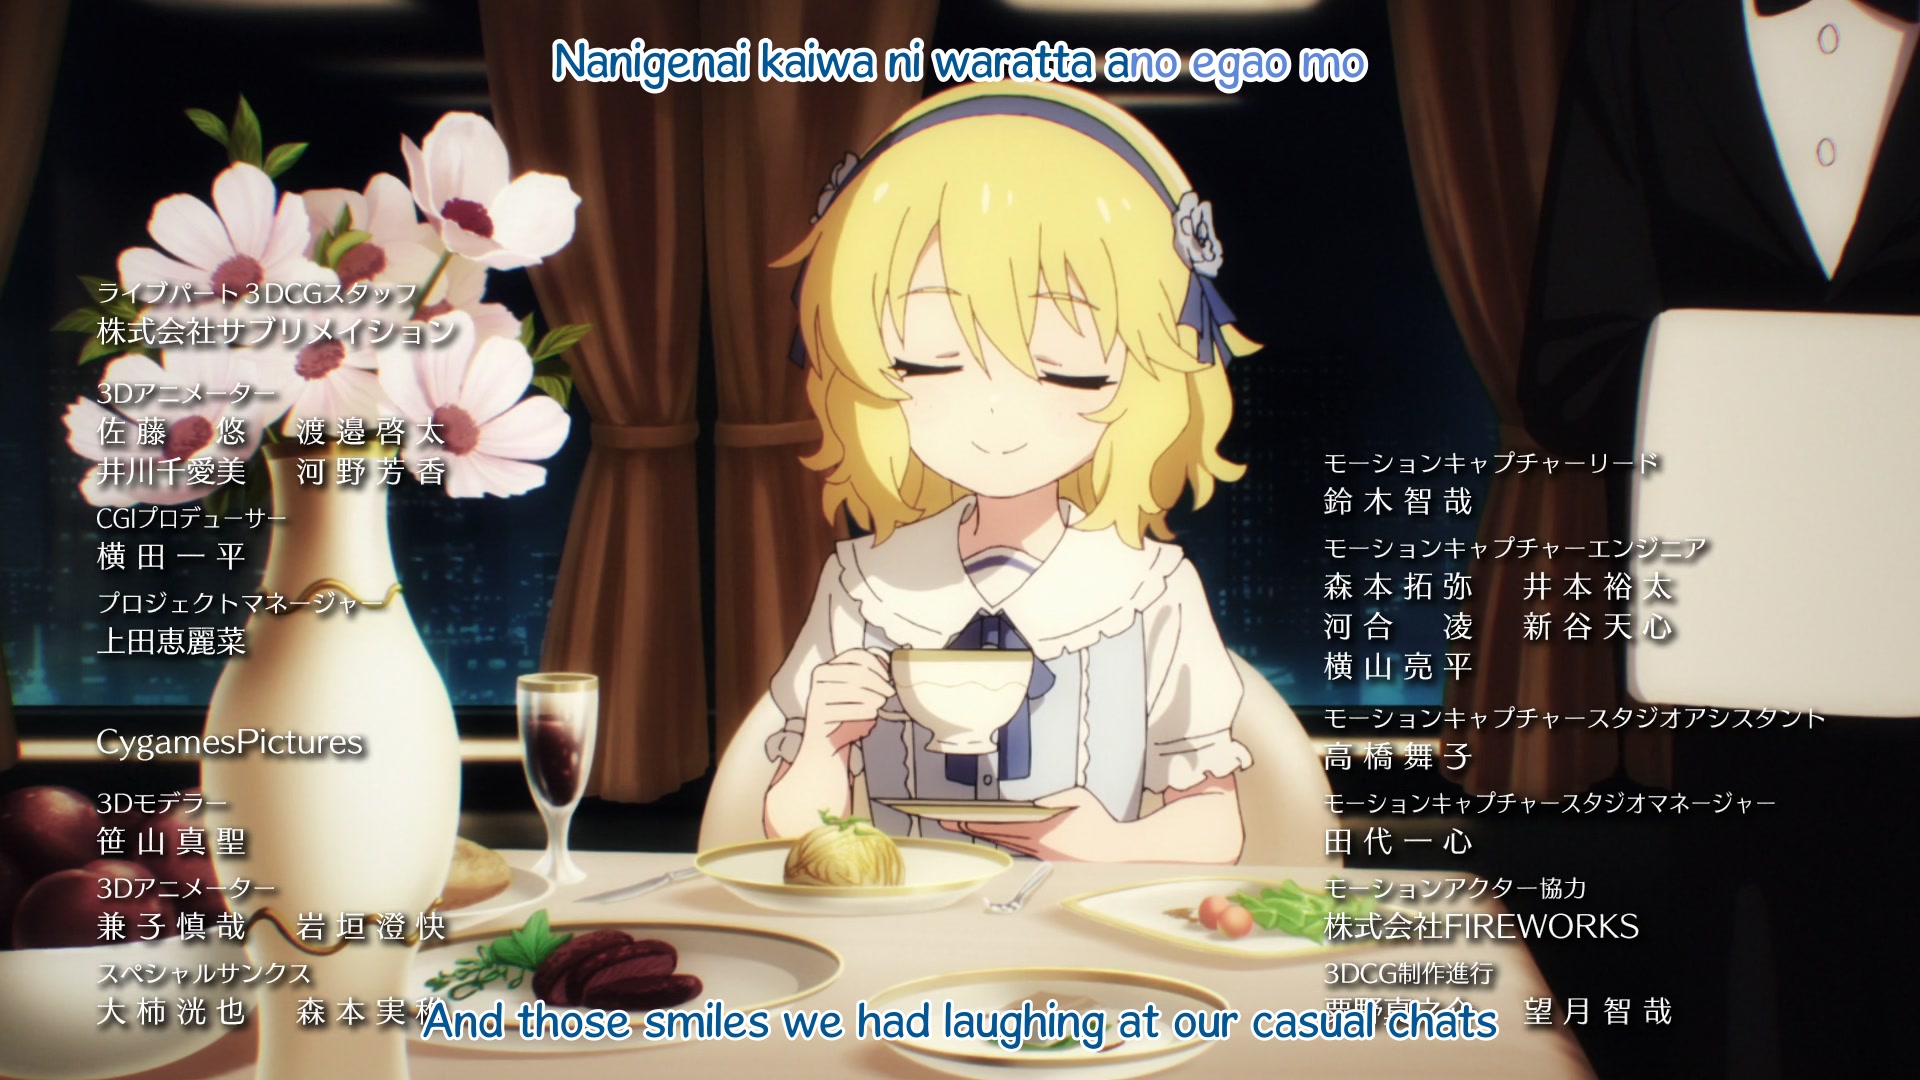 Nanigenai kaiwa ni waratta ano egao mo
ライブパート3DCGスタッフ
株式会社サブリメイション
3Dアニメーター
佐藤 悠 渡邉啓太
井川千愛美 河野芳香
CGIプロデューサー
横田一平
プロジェクトマネージャー
上田恵麗菜
CygamesPictures
3Dモデラー
笹山真聖
3Dアニメーター
兼子慎哉 岩垣澄快
スペシャルサンクス
大柿洸也 森本実
モーションキャプチャーリード
鈴木智哉
モーションキャプチャーエンジニア
森本拓弥 井本裕太
河合 凌 新谷天心
横山亮平
モーションキャプチャースタジオアシスタント
高橋舞子
モーションキャプチャースタジオマネージャー
田代一心
モーションアクター協力
株式会社FIREWORKS
3DCG制作進行
望月智哉
And those smiles we had laughing at our casual chats